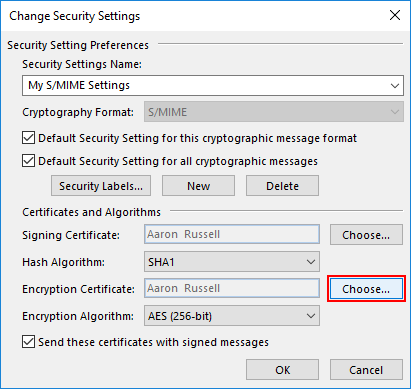 Change Security Settings
Security Setting Preferences
Security Settings Name:
My S/MIME Settings
Cryptography Format: S/MIME
Default Security Setting for this cryptographic message format
Default Security Setting for all cryptographic messages
Security Labels... New Delete
Certificates and Algorithms
Signing Certificate: Aaron Russell Choose...
Hash Algorithm: SHA1
Encryption Certificate: Aaron Russell Choose...
Encryption Algorithm: AES (256-bit)
Send these certificates with signed messages
OK Cancel